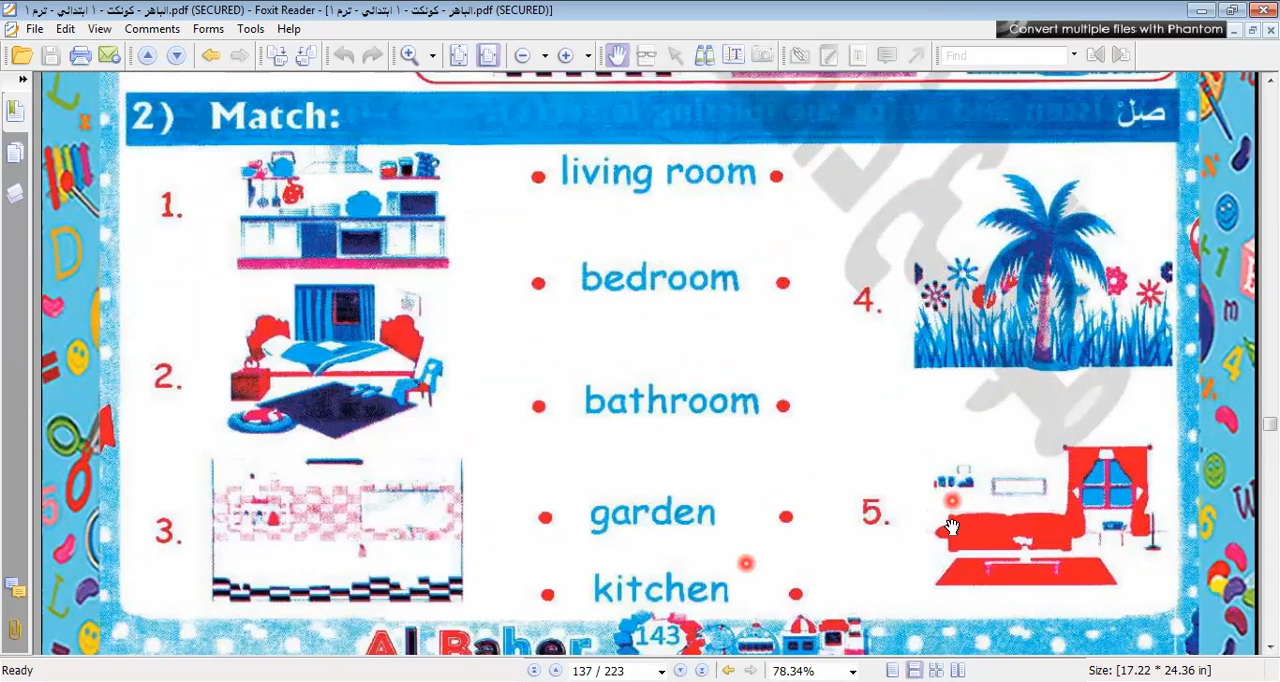 الباهر - كونكت - ١ ابتدائي - ترم ١.pdf (SECURED) - Foxit Reader - [الباهر - كونكت - ١ ابتدائي - ترم ١.pdf (SECURED)]
File Edit View Comments Forms Tools Help
Convert multiple files with Phantom
Find
2) Match: صِلْ
1.
living room
bedroom
4.
2.
bathroom
3.
garden
5.
kitchen
Al Baher 143
Ready
137 / 223
78.34%
Size: [17.22 * 24.36 in]